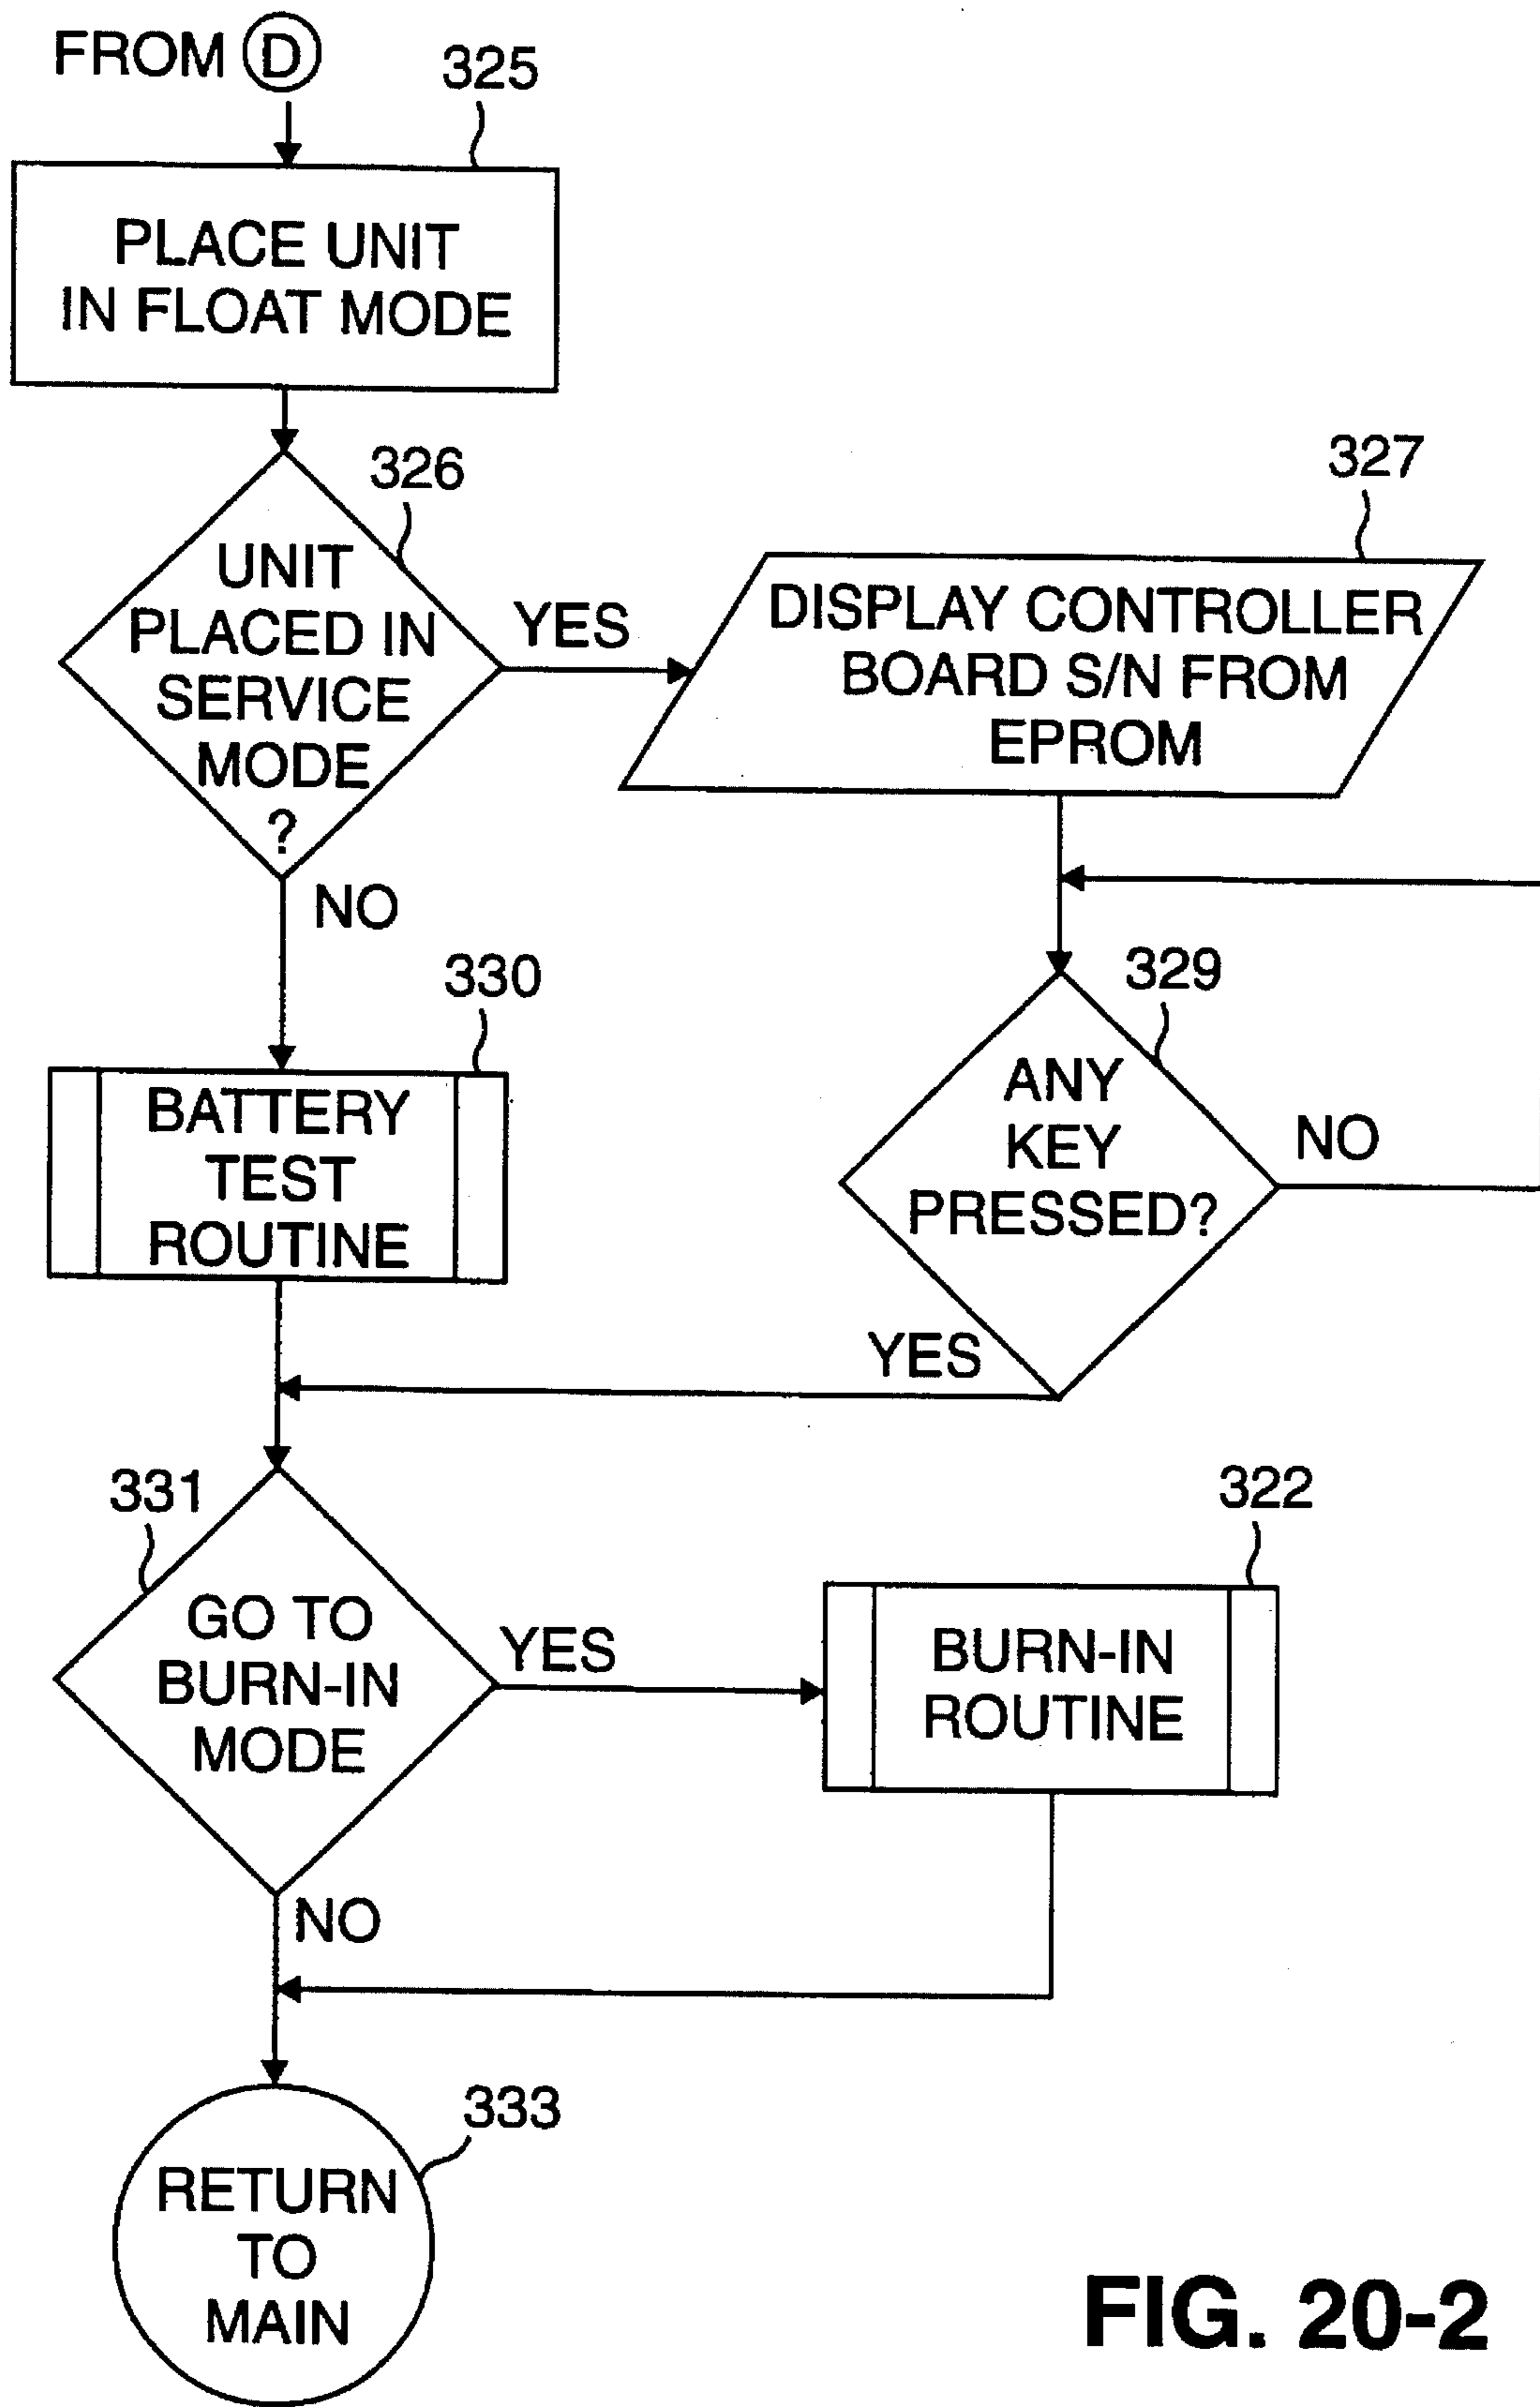 FROM D
325
PLACE UNIT
IN FLOAT MODE
326
UNIT
PLACED IN
SERVICE
MODE
?
YES
NO
327
DISPLAY CONTROLLER
BOARD S/N FROM
EPROM
329
ANY
KEY
PRESSED?
NO
YES
330
BATTERY
TEST
ROUTINE
331
GO TO
BURN-IN
MODE
YES
NO
322
BURN-IN
ROUTINE
333
RETURN
TO
MAIN
FIG. 20-2